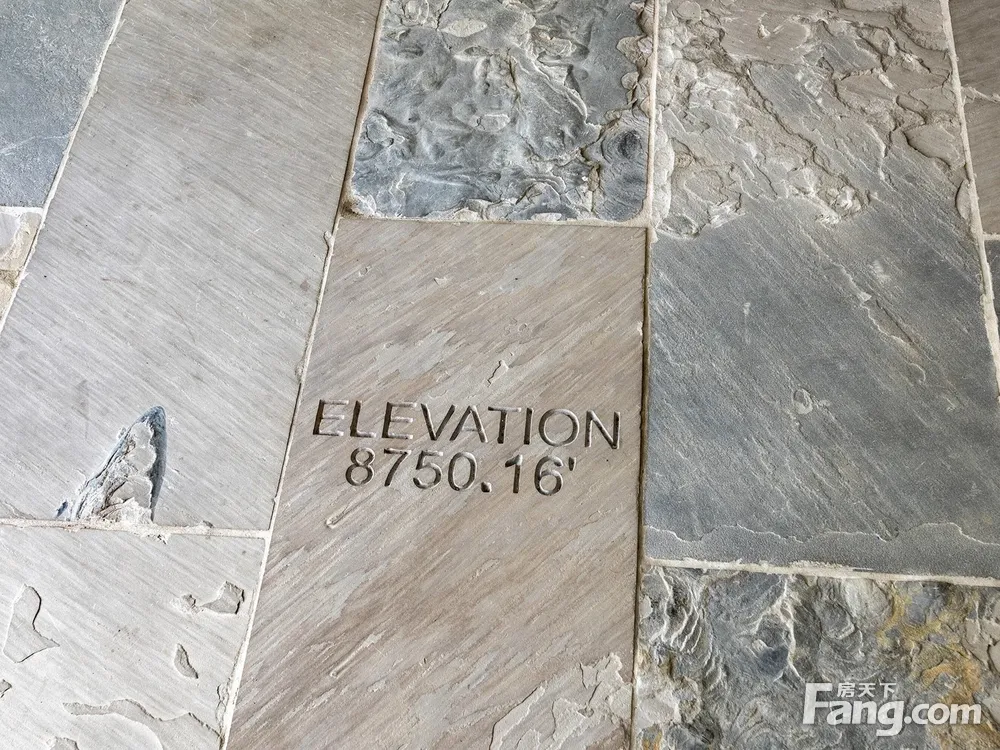 ELEVATION
8750.16'
房天下
Fang.com